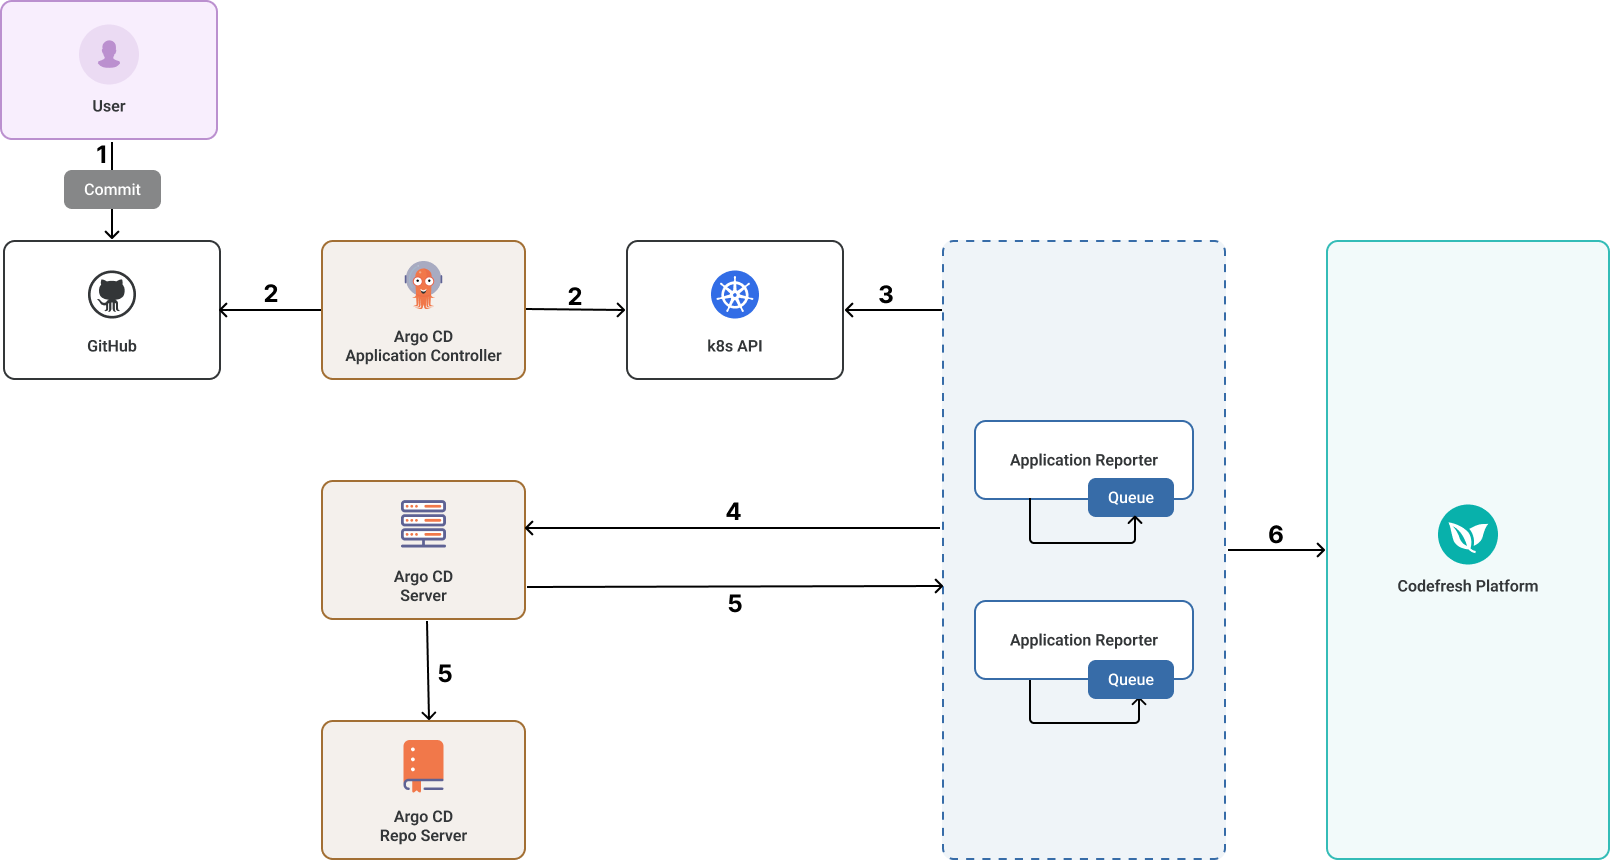 User
1
Commit
GitHub
2
Argo CD
Application Controller
2
k8s API
3
Application Reporter
Queue
4
Argo CD
Server
5
5
Application Reporter
Queue
6
Codefresh Platform
Argo CD
Repo Server